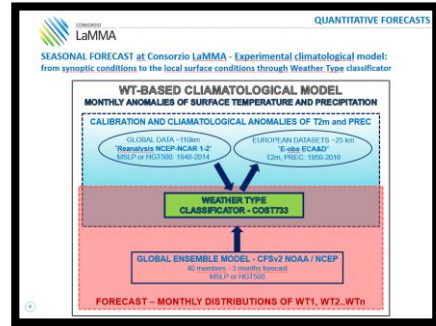 CONSORZIO
LaMMA
QUANTITATIVE FORECASTS
SEASONAL FORECAST at Consorzio LaMMA - Experimental climatological model:
from synoptic conditions to the local surface conditions through Weather Type classificator
WT-BASED CLIAMATOLOGICAL MODEL
MONTHLY ANOMALIES OF SURFACE TEMPERATURE AND PRECIPITATION
CALIBRATION AND CLIAMATOLOGICAL ANOMALIES OF T2m and PREC
GLOBAL DATA ~110km
"Reanalysis NCEP-NCAR 1-2"
MSLP or HGT500: 1948-2014
EUROPEAN DATASETS ~25 km
"E-obs ECA&D"
T2m, PREC: 1950-2016
WEATHER TYPE
CLASSIFICATOR - COST733
GLOBAL ENSEMBLE MODEL - CFSv2 NOAA / NCEP
40 members - 3 months forecast
MSLP or HGT500
FORECAST – MONTHLY DISTRIBUTIONS OF WT1, WT2..WTn